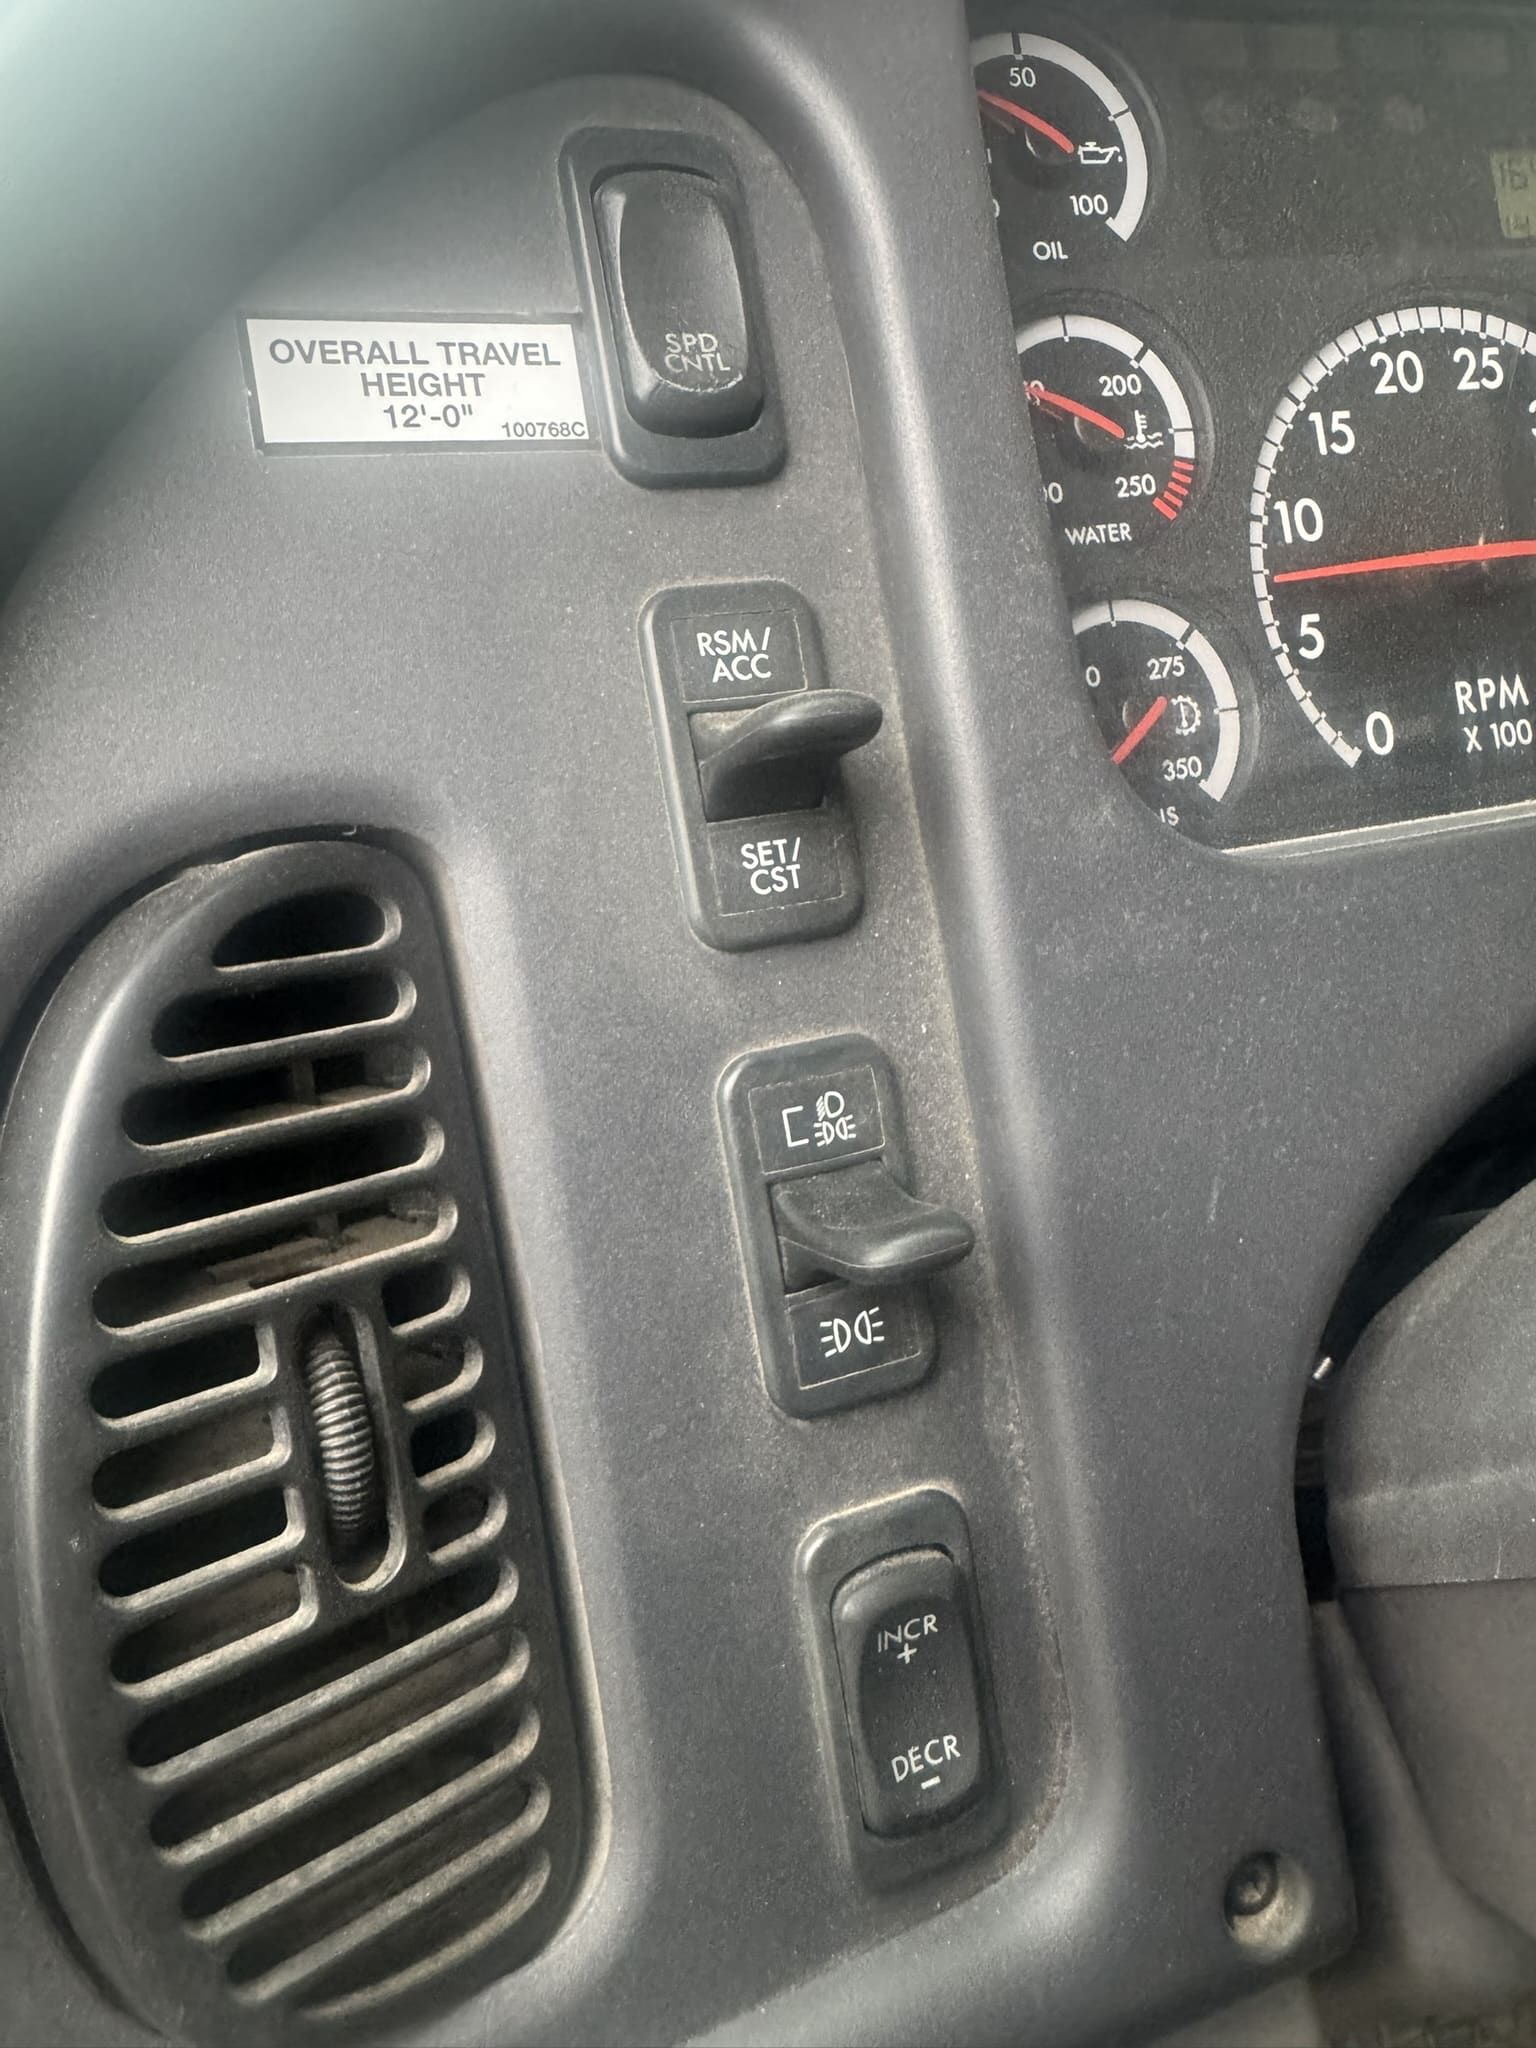 OVERALL TRAVEL
HEIGHT
12'-0"
100768C
SPD
CNTL
RSM/
ACC
SET/
CST
INCR
+
DECR
-
50
100
OIL
200
250
WATER
275
350
0
5
10
15
20
25
RPM
X 100